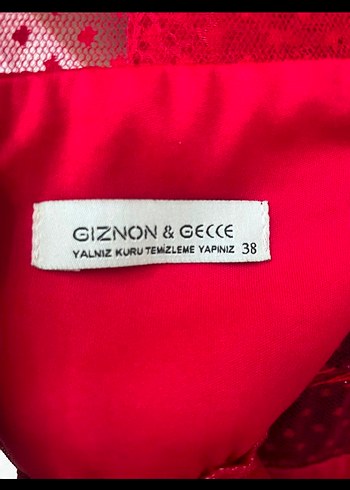 GIZNON & GECCE
YALNIZ KURU TEMİZLEME YAPINIZ 38